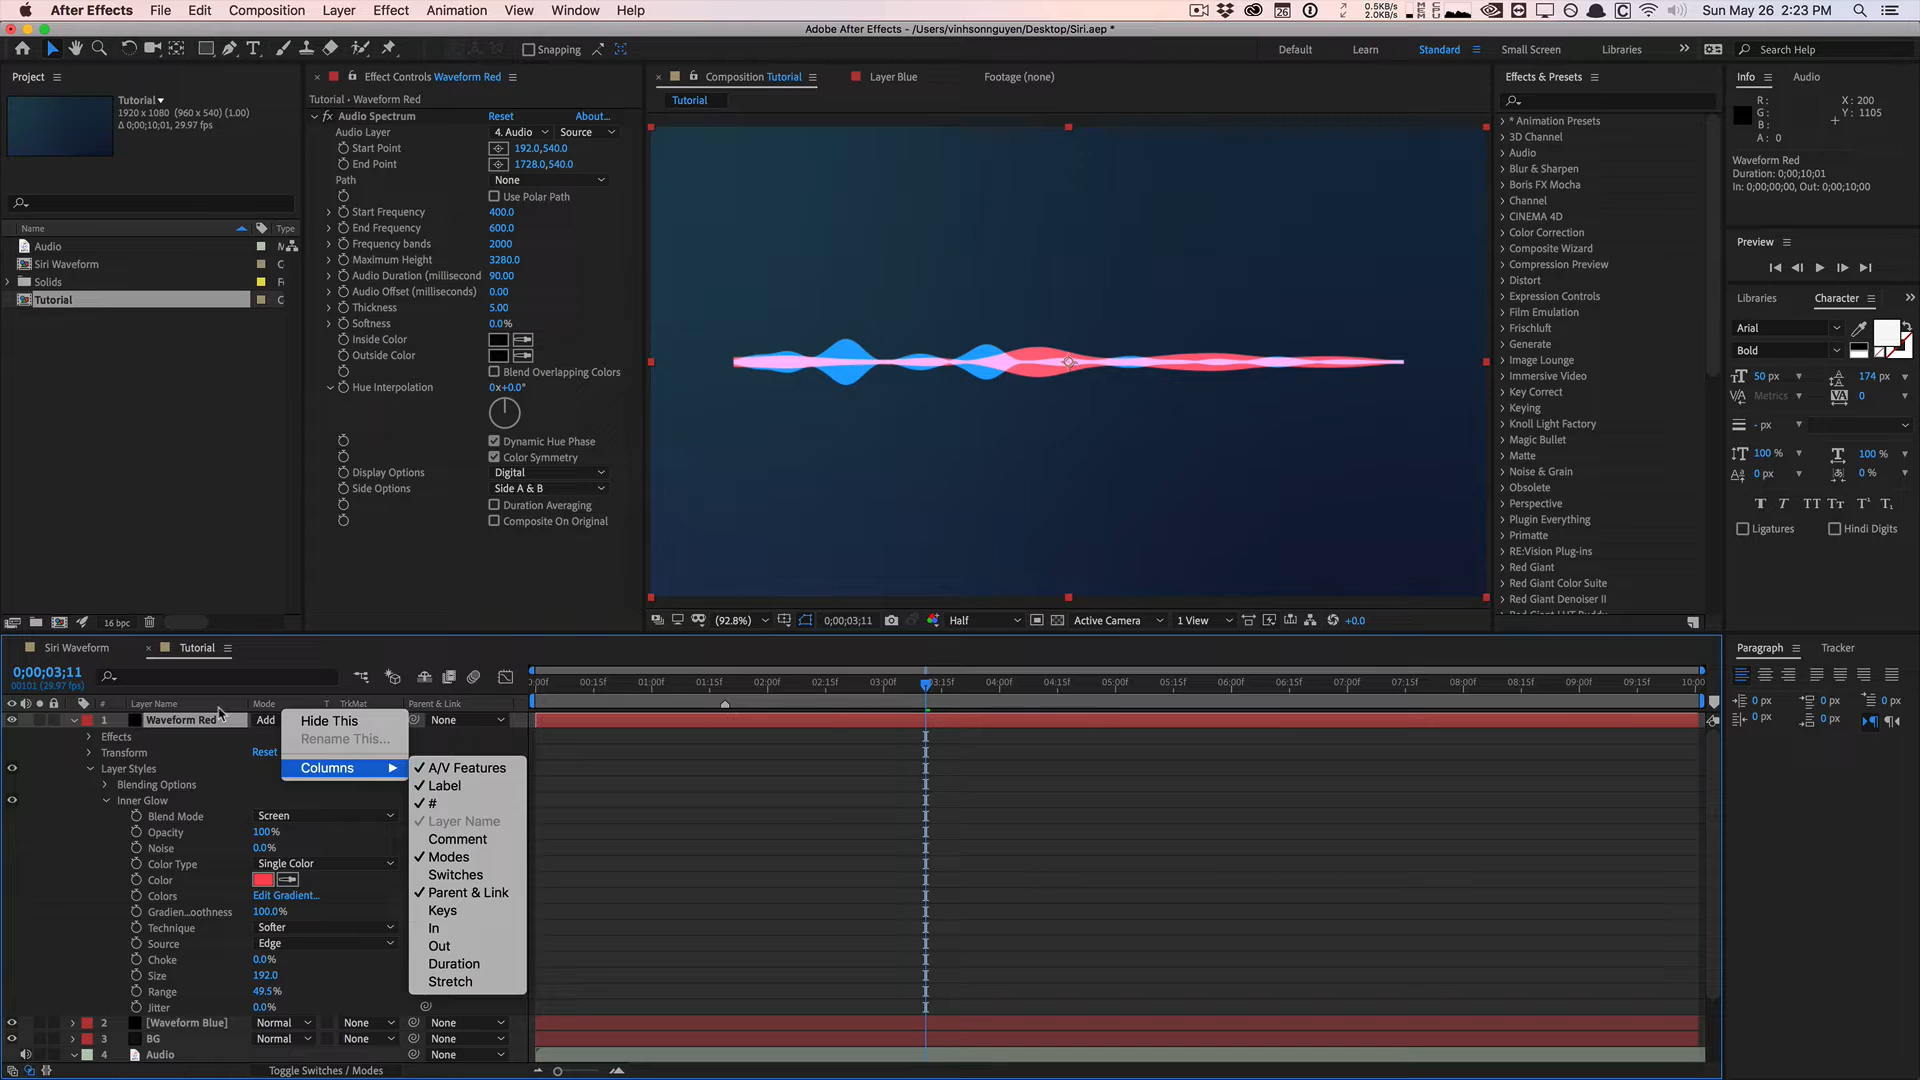 After Effects File Edit Composition Layer Effect Animation View Window Help
0.5KB/s
2.0KB/s
26
Sun May 26 2:23 PM
Adobe After Effects - /Users/vinhsonnguyen/Desktop/Siri.aep *
Snapping
Default Learn Standard Small Screen Libraries
Search Help
Project
Tutorial
1920 x 1080 (960 x 540) (1.00)
Δ 0;00;10;01, 29.97 fps
Name Type
Audio
Siri Waveform C
Solids F
Tutorial C
16 bpc
Effect Controls Waveform Red
Tutorial • Waveform Red
fx Audio Spectrum Reset About...
Audio Layer 4. Audio Source
Start Point 192.0,540.0
End Point 1728.0,540.0
Path None
Use Polar Path
Start Frequency 400.0
End Frequency 600.0
Frequency bands 2000
Maximum Height 3280.0
Audio Duration (millisecond 90.00
Audio Offset (milliseconds) 0.00
Thickness 5.00
Softness 0.0%
Inside Color
Outside Color
Blend Overlapping Colors
Hue Interpolation 0x+0.0°
Dynamic Hue Phase
Color Symmetry
Display Options Digital
Side Options Side A & B
Duration Averaging
Composite On Original
Composition Tutorial Layer Blue Footage (none)
Tutorial
(92.8%) 0;00;03;11 Half Active Camera 1 View +0.0
Effects & Presets
* Animation Presets
3D Channel
Audio
Blur & Sharpen
Boris FX Mocha
Channel
CINEMA 4D
Color Correction
Composite Wizard
Compression Preview
Distort
Expression Controls
Film Emulation
Frischluft
Generate
Image Lounge
Immersive Video
Key Correct
Keying
Knoll Light Factory
Magic Bullet
Matte
Noise & Grain
Obsolete
Perspective
Plugin Everything
Primatte
RE:Vision Plug-ins
Red Giant
Red Giant Color Suite
Red Giant Denoiser II
Info Audio
R: X: 200
G: Y: 1105
B:
A: 0
Waveform Red
Duration: 0;00;10;01
In: 0;00;00;00, Out: 0;00;10;00
Preview
Libraries Character
Arial
Bold
50 px 174 px
Metrics 0
- px
100 % 100 %
0 px 0 %
Ligatures Hindi Digits
Paragraph Tracker
0 px 0 px 0 px
0 px 0 px
Siri Waveform Tutorial
0;00;03;11
00101 (29.97 fps)
0:00f 00:15f 01:00f 01:15f 02:00f 02:15f 03:00f 03:15f 04:00f 04:15f 05:00f 05:15f 06:00f 06:15f 07:00f 07:15f 08:00f 08:15f 09:00f 09:15f 10:00
# Layer Name Mode T TrkMat Parent & Link
1 Waveform Red Add None
Effects
Transform Reset
Layer Styles
Blending Options
Inner Glow
Blend Mode Screen
Opacity 100%
Noise 0.0%
Color Type Single Color
Color
Colors Edit Gradient...
Gradien...oothness 100.0%
Technique Softer
Source Edge
Choke 0.0%
Size 192.0
Range 49.5%
Jitter 0.0%
2 [Waveform Blue] Normal None None
3 BG Normal None None
4 Audio None
Toggle Switches / Modes
Hide This
Rename This...
Columns
A/V Features
Label
#
Layer Name
Comment
Modes
Switches
Parent & Link
Keys
In
Out
Duration
Stretch